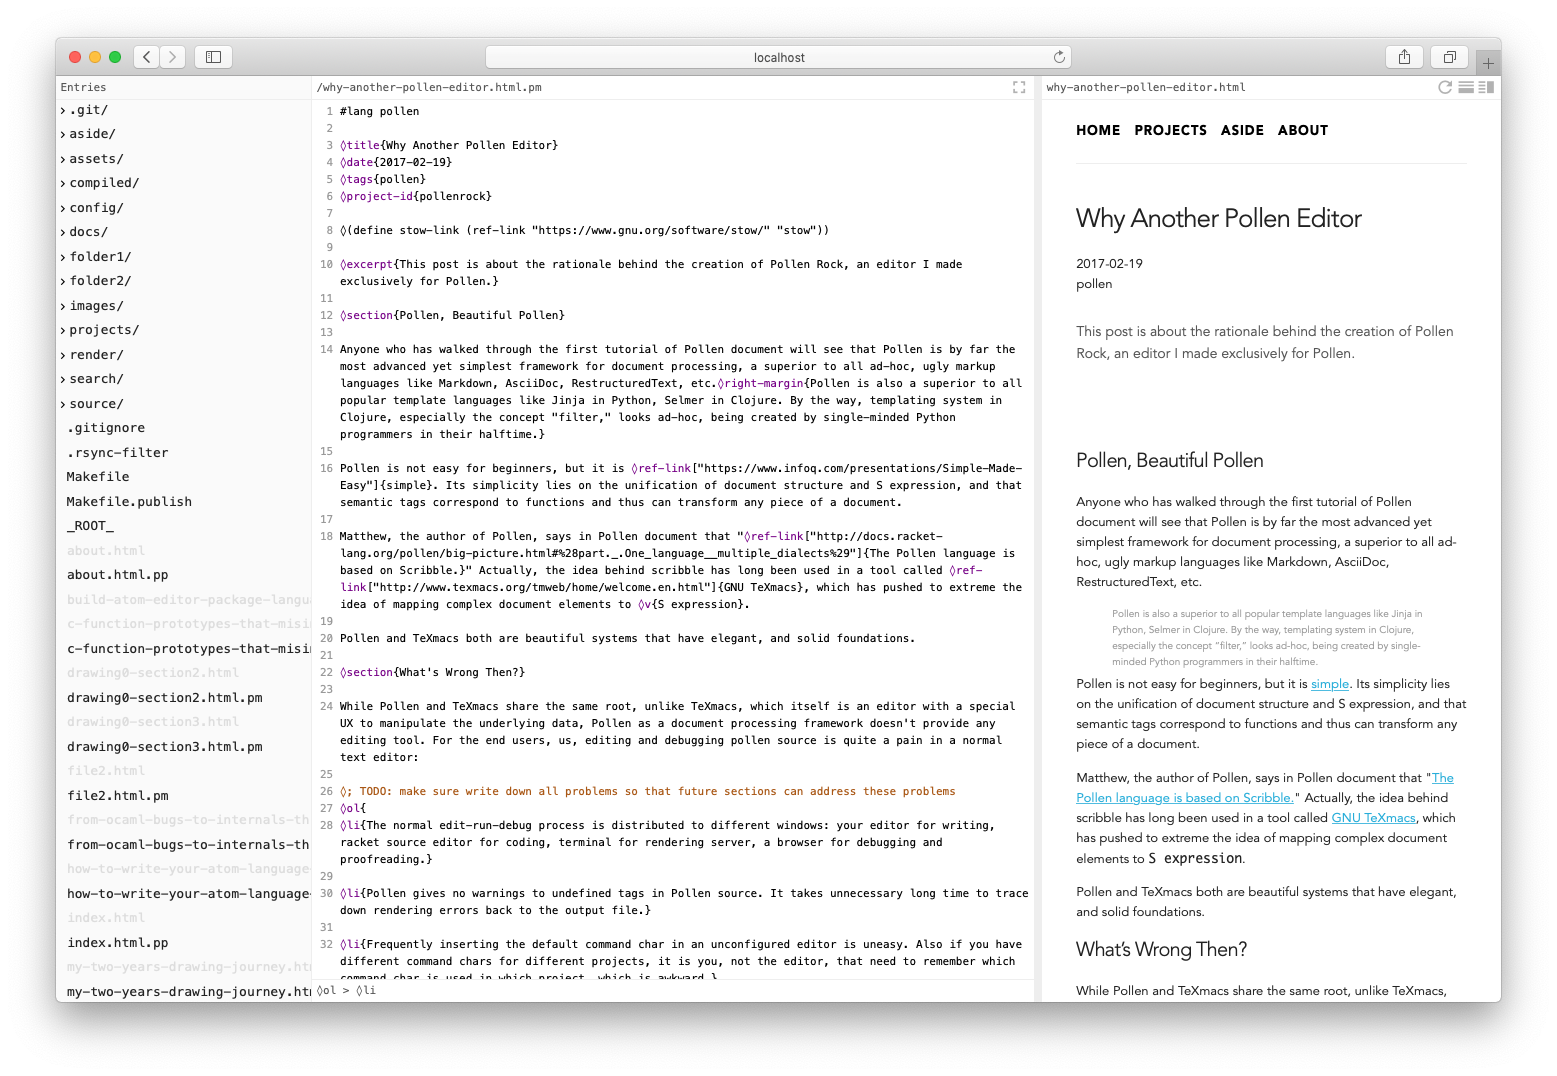 localhost
Entries
.git/
aside/
assets/
compiled/
config/
docs/
folder1/
folder2/
images/
projects/
render/
search/
source/
.gitignore
.rsync-filter
Makefile
Makefile.publish
_ROOT_
about.html
about.html.pp
build-atom-editor-package-langu
c-function-prototypes-that-misi
c-function-prototypes-that-misi
drawing0-section2.html
drawing0-section2.html.pm
drawing0-section3.html
drawing0-section3.html.pm
file2.html
file2.html.pm
from-ocaml-bugs-to-internals-th
from-ocaml-bugs-to-internals-th
how-to-write-your-atom-language
how-to-write-your-atom-language
index.html
index.html.pp
my-two-years-drawing-journey.ht
my-two-years-drawing-journey.ht
/why-another-pollen-editor.html.pm
1 #lang pollen
2
3 ◊title{Why Another Pollen Editor}
4 ◊date{2017-02-19}
5 ◊tags{pollen}
6 ◊project-id{pollenrock}
7
8 ◊(define stow-link (ref-link "https://www.gnu.org/software/stow/" "stow"))
9
10 ◊excerpt{This post is about the rationale behind the creation of Pollen Rock, an editor I made
exclusively for Pollen.}
11
12 ◊section{Pollen, Beautiful Pollen}
13
14 Anyone who has walked through the first tutorial of Pollen document will see that Pollen is by far the
most advanced yet simplest framework for document processing, a superior to all ad-hoc, ugly markup
languages like Markdown, AsciiDoc, RestructuredText, etc.◊right-margin{Pollen is also a superior to all
popular template languages like Jinja in Python, Selmer in Clojure. By the way, templating system in
Clojure, especially the concept "filter," looks ad-hoc, being created by single-minded Python
programmers in their halftime.}
15
16 Pollen is not easy for beginners, but it is ◊ref-link["https://www.infoq.com/presentations/Simple-Made-
Easy"]{simple}. Its simplicity lies on the unification of document structure and S expression, and that
semantic tags correspond to functions and thus can transform any piece of a document.
17
18 Matthew, the author of Pollen, says in Pollen document that "◊ref-link["http://docs.racket-
lang.org/pollen/big-picture.html#%28part._.One_language__multiple_dialects%29"]{The Pollen language is
based on Scribble.}" Actually, the idea behind scribble has long been used in a tool called ◊ref-
link["http://www.texmacs.org/tmweb/home/welcome.en.html"]{GNU TeXmacs}, which has pushed to extreme the
idea of mapping complex document elements to ◊v{S expression}.
19
20 Pollen and TeXmacs both are beautiful systems that have elegant, and solid foundations.
21
22 ◊section{What's Wrong Then?}
23
24 While Pollen and TeXmacs share the same root, unlike TeXmacs, which itself is an editor with a special
UX to manipulate the underlying data, Pollen as a document processing framework doesn't provide any
editing tool. For the end users, us, editing and debugging pollen source is quite a pain in a normal
text editor:
25
26 ◊; TODO: make sure write down all problems so that future sections can address these problems
27 ◊ol{
28 ◊li{The normal edit-run-debug process is distributed to different windows: your editor for writing,
racket source editor for coding, terminal for rendering server, a browser for debugging and
proofreading.}
29
30 ◊li{Pollen gives no warnings to undefined tags in Pollen source. It takes unnecessary long time to trace
down rendering errors back to the output file.}
31
32 ◊li{Frequently inserting the default command char in an unconfigured editor is uneasy. Also if you have
different command chars for different projects, it is you, not the editor, that need to remember which
command char is used in which project, which is awkward.}
◊ol > ◊li
why-another-pollen-editor.html
HOME PROJECTS ASIDE ABOUT
Why Another Pollen Editor
2017-02-19
pollen
This post is about the rationale behind the creation of Pollen
Rock, an editor I made exclusively for Pollen.
Pollen, Beautiful Pollen
Anyone who has walked through the first tutorial of Pollen
document will see that Pollen is by far the most advanced yet
simplest framework for document processing, a superior to all ad-
hoc, ugly markup languages like Markdown, AsciiDoc,
RestructuredText, etc.
Pollen is also a superior to all popular template languages like Jinja in
Python, Selmer in Clojure. By the way, templating system in Clojure,
especially the concept “filter,” looks ad-hoc, being created by single-
minded Python programmers in their halftime.
Pollen is not easy for beginners, but it is simple. Its simplicity lies
on the unification of document structure and S expression, and that
semantic tags correspond to functions and thus can transform any
piece of a document.
Matthew, the author of Pollen, says in Pollen document that "The
Pollen language is based on Scribble." Actually, the idea behind
scribble has long been used in a tool called GNU TeXmacs, which
has pushed to extreme the idea of mapping complex document
elements to S expression.
Pollen and TeXmacs both are beautiful systems that have elegant,
and solid foundations.
What’s Wrong Then?
While Pollen and TeXmacs share the same root, unlike TeXmacs,